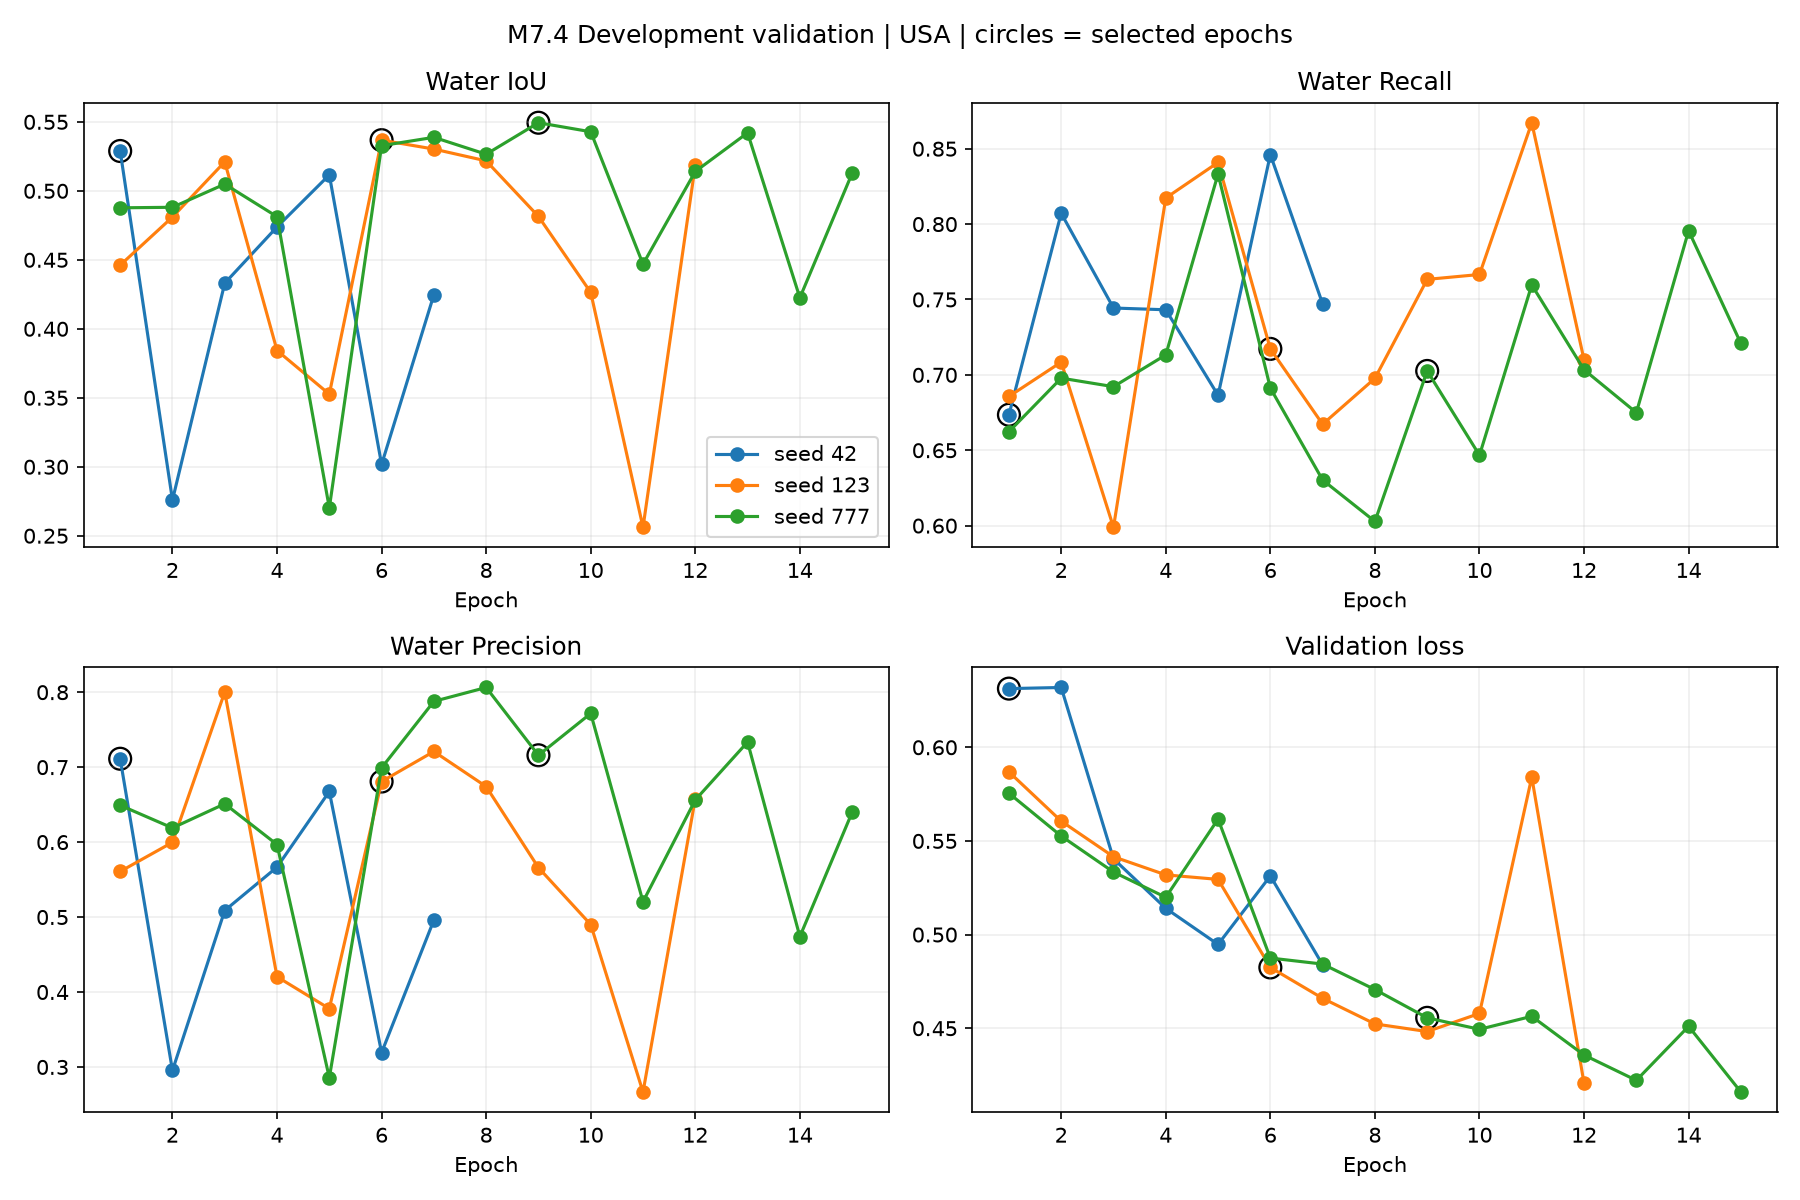 M7.4 Development validation | USA | circles = selected epochs
Water IoU
0.55
0.50
0.45
0.40
0.35
0.30
0.25
2 4 6 8 10 12 14
Epoch
seed 42
seed 123
seed 777
Water Recall
0.85
0.80
0.75
0.70
0.65
0.60
2 4 6 8 10 12 14
Epoch
Water Precision
0.8
0.7
0.6
0.5
0.4
0.3
2 4 6 8 10 12 14
Epoch
Validation loss
0.60
0.55
0.50
0.45
2 4 6 8 10 12 14
Epoch